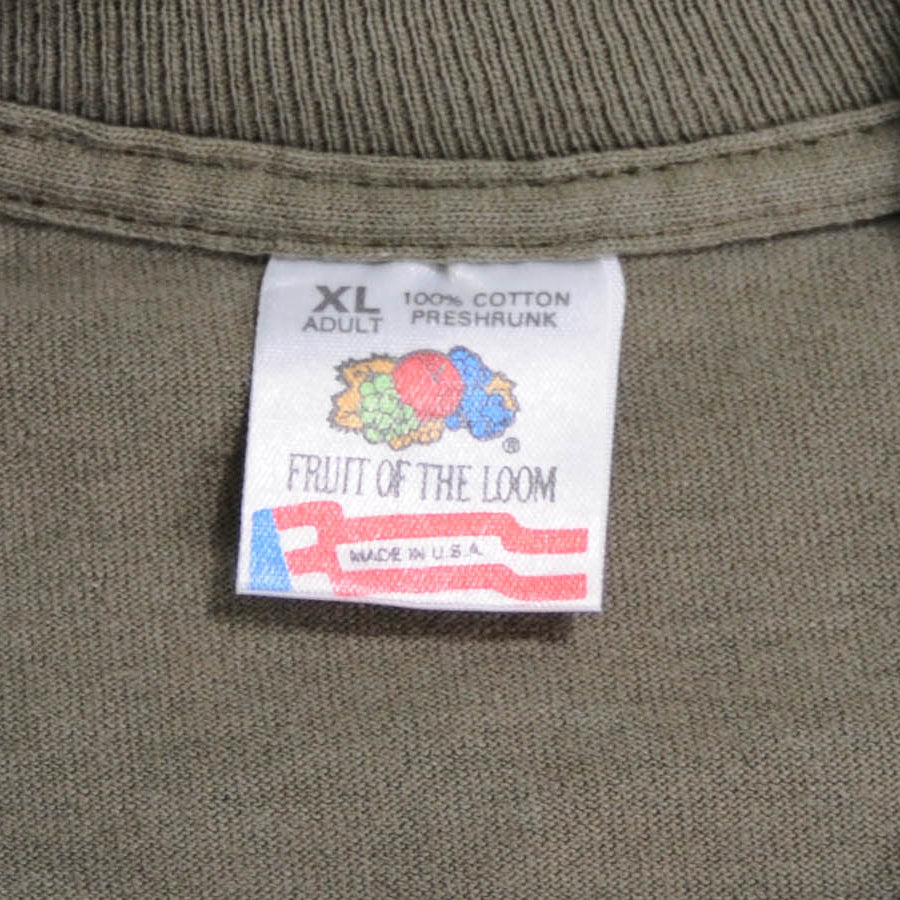 XL 100% COTTON
ADULT PRESHRUNK
®
FRUIT OF THE LOOM
MADE IN U.S.A.